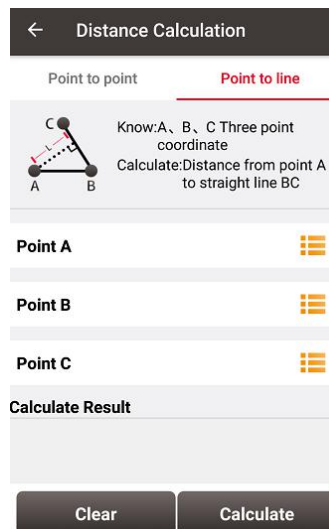 Distance Calculation
Point to point
Point to line
C
L
A
B
Know:A、B、C Three point
coordinate
Calculate:Distance from point A
to straight line BC
Point A
Point B
Point C
Calculate Result
Clear
Calculate